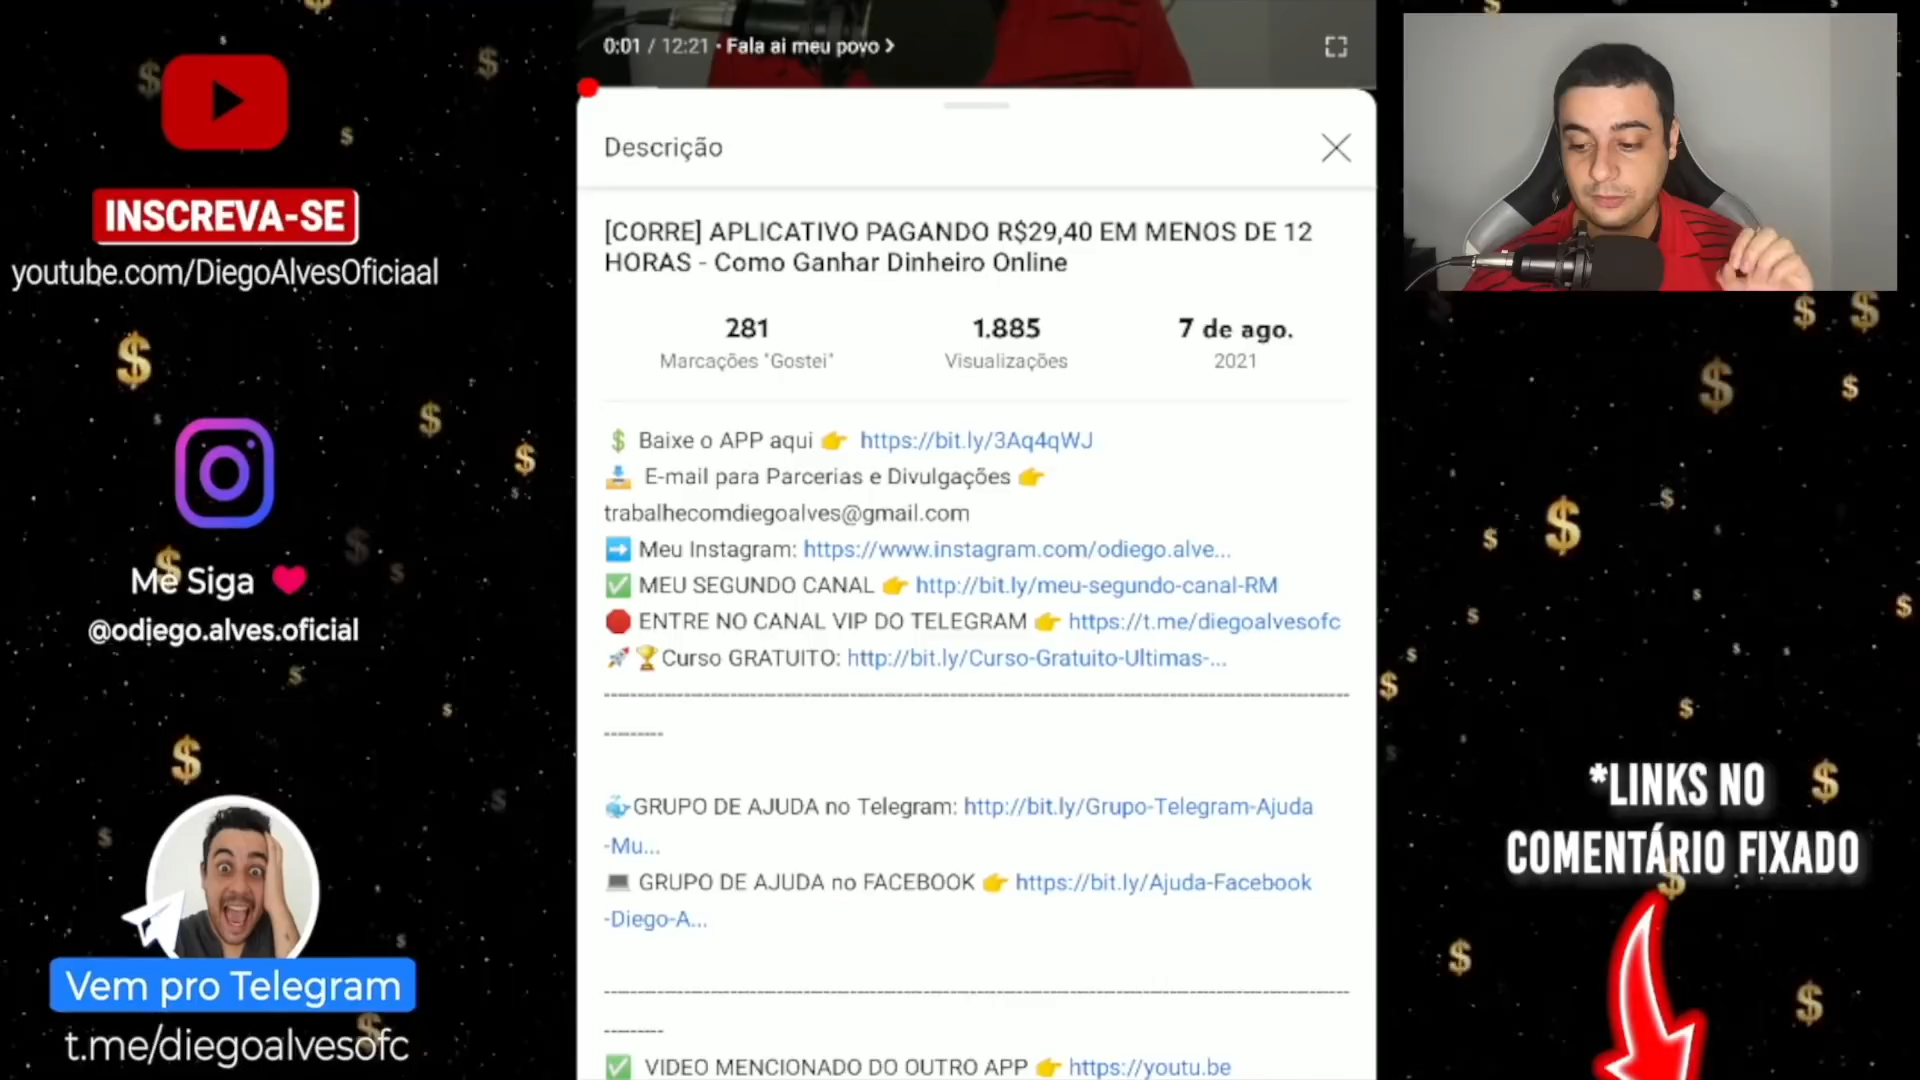 INSCREVA-SE
youtube.com/DiegoAlvesOficiaal
Me Siga
@odiego.alves.oficial
Vem pro Telegram
t.me/diegoalvesofc
0:01 / 12:21 · Fala ai meu povo >
Descrição
[CORRE] APLICATIVO PAGANDO R$29,40 EM MENOS DE 12
HORAS - Como Ganhar Dinheiro Online
281 1.885 7 de ago.
Marcações "Gostei" Visualizações 2021
Baixe o APP aqui 👉 https://bit.ly/3Aq4qWJ
E-mail para Parcerias e Divulgações 👉
trabalhecomdiegoalves@gmail.com
➡️ Meu Instagram: https://www.instagram.com/odiego.alve...
✅ MEU SEGUNDO CANAL 👉 http://bit.ly/meu-segundo-canal-RM
🛑 ENTRE NO CANAL VIP DO TELEGRAM 👉 https://t.me/diegoalvesofc
🚀🏆Curso GRATUITO: http://bit.ly/Curso-Gratuito-Ultimas-...
GRUPO DE AJUDA no Telegram: http://bit.ly/Grupo-Telegram-Ajuda
-Mu...
💻 GRUPO DE AJUDA no FACEBOOK 👉 https://bit.ly/Ajuda-Facebook
-Diego-A...
✅ VIDEO MENCIONADO DO OUTRO APP 👉 https://youtu.be
*LINKS NO
COMENTÁRIO FIXADO